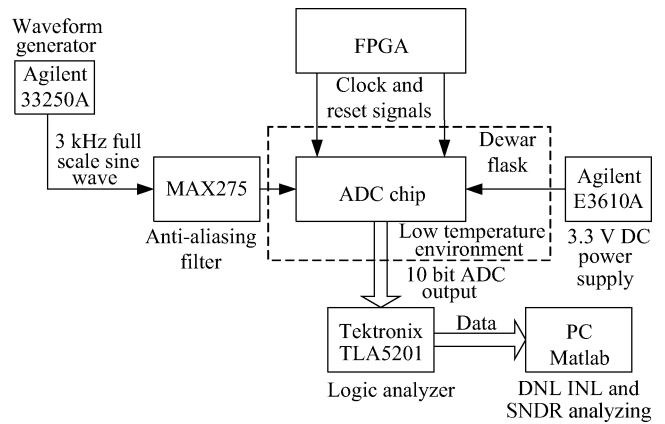 Waveform
generator
Agilent
33250A
3 kHz full
scale sine
wave
FPGA
Clock and
reset signals
Dewar
flask
MAX275
Anti-aliasing
filter
ADC chip
Low temperature
environment
Agilent
E3610A
3.3 V DC
power
supply
10 bit ADC
output
Tektronix
TLA5201
Logic analyzer
Data
PC
Matlab
DNL INL and
SNDR analyzing